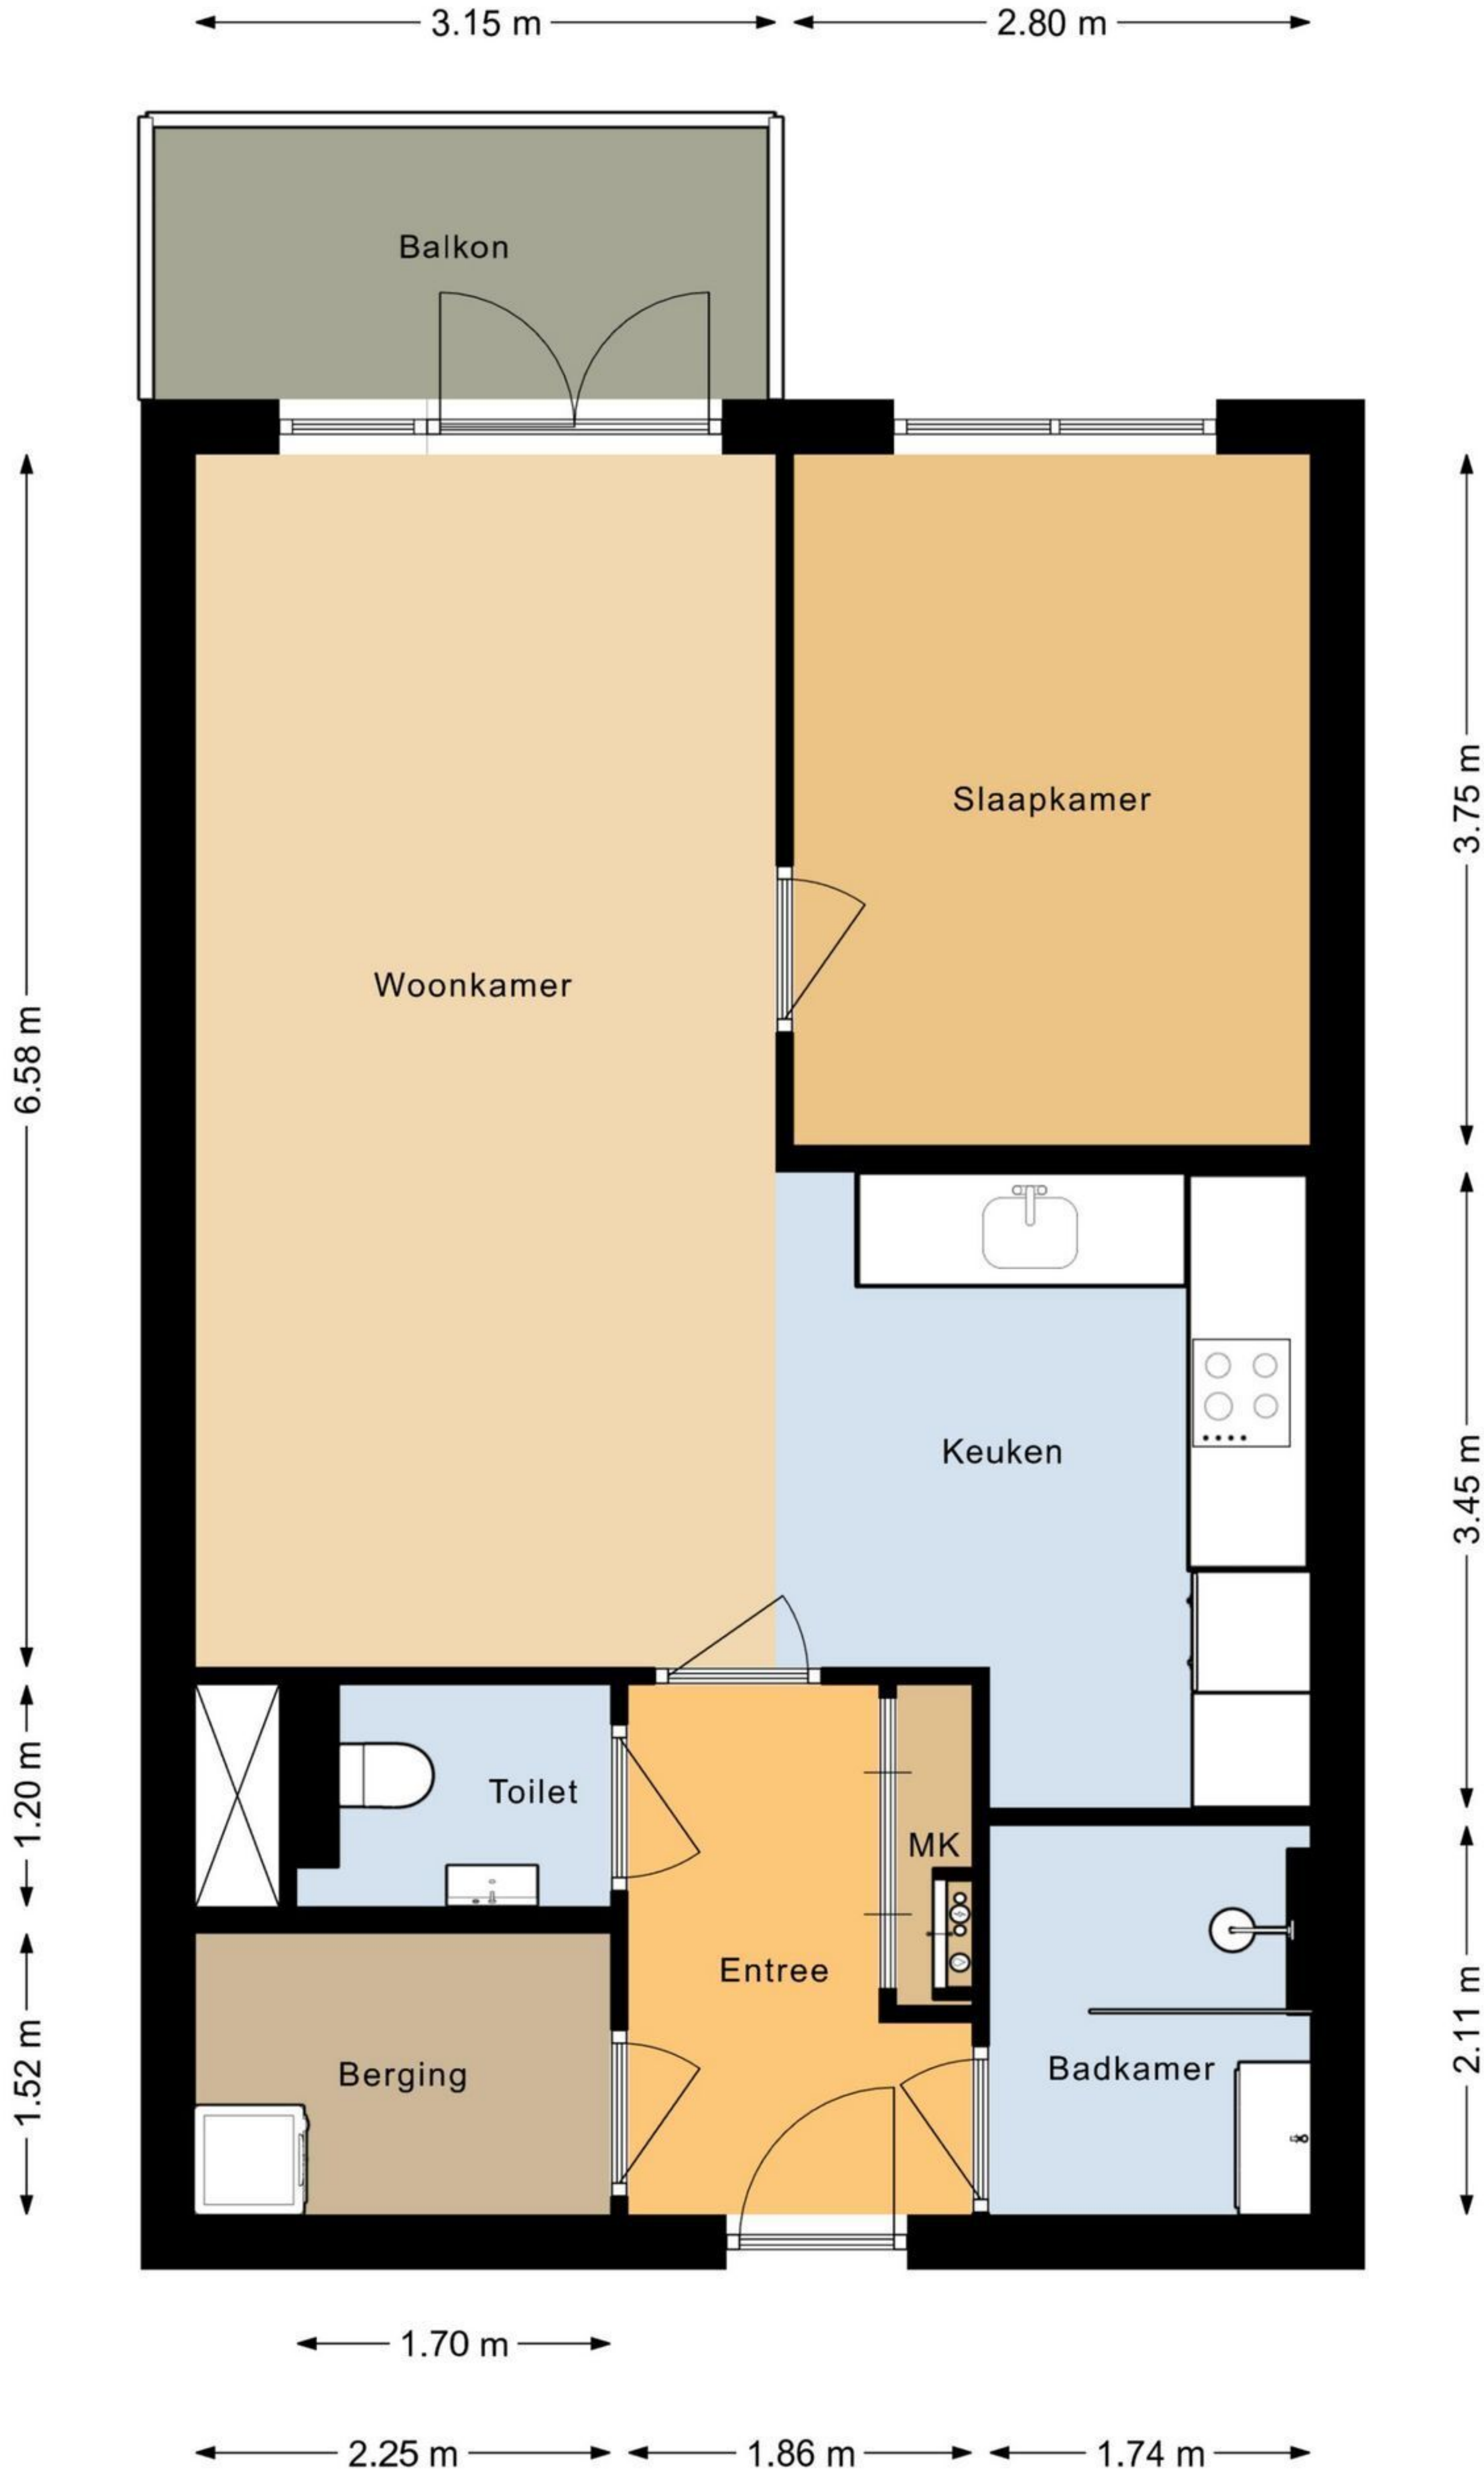 3.15 m
2.80 m
Balkon
Slaapkamer
3.75 m
Woonkamer
6.58 m
Keuken
3.45 m
Toilet
1.20 m
MK
Entree
2.11 m
Badkamer
Berging
1.52 m
1.70 m
2.25 m
1.86 m
1.74 m